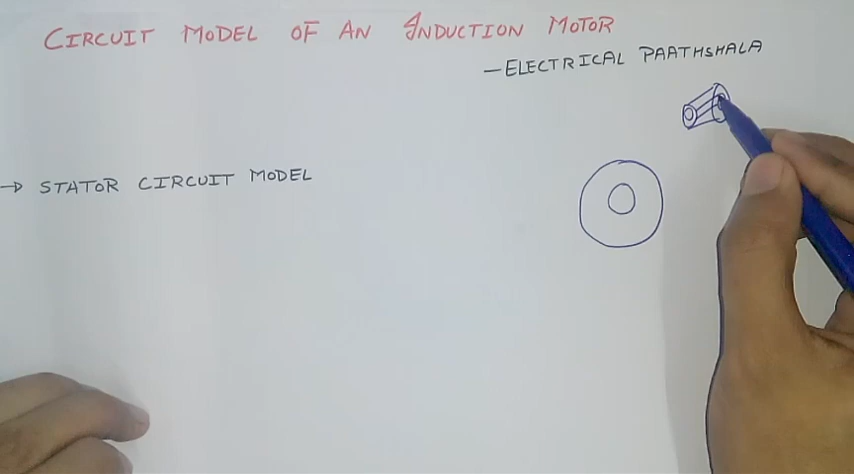 CIRCUIT MODEL OF AN INDUCTION MOTOR
- ELECTRICAL PAATHSHALA
→ STATOR CIRCUIT MODEL